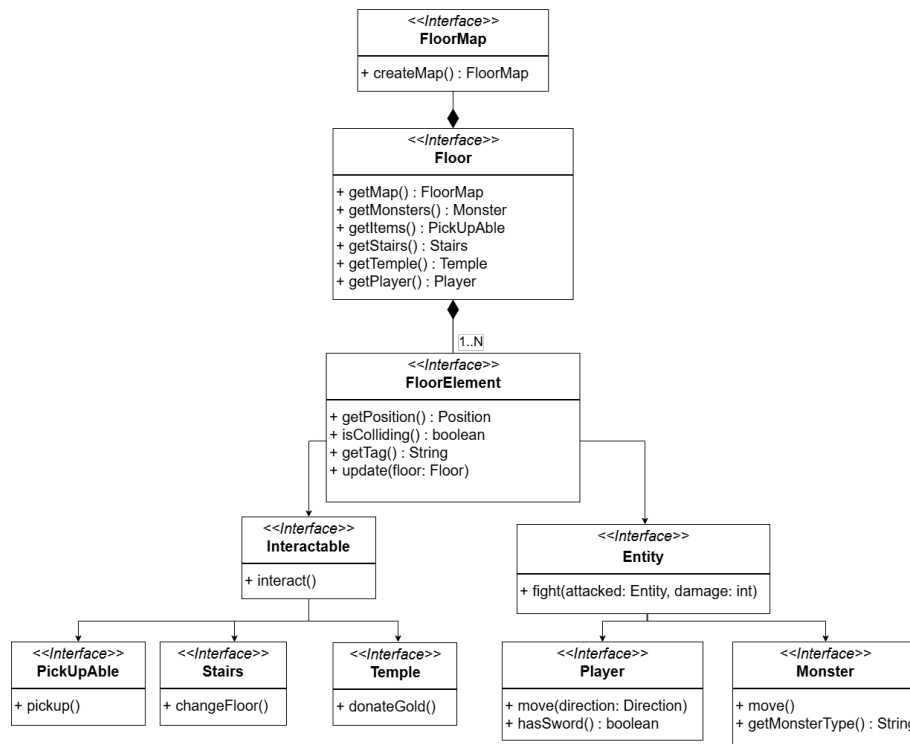 <<Interface>>
FloorMap
+ createMap() : FloorMap
<<Interface>>
Floor
+ getMap() : FloorMap
+ getMonsters() : Monster
+ getItems() : PickUpAble
+ getStairs() : Stairs
+ getTemple() : Temple
+ getPlayer() : Player
1..N
<<Interface>>
FloorElement
+ getPosition() : Position
+ isColliding() : boolean
+ getTag() : String
+ update(floor: Floor)
<<Interface>>
Interactable
+ interact()
<<Interface>>
Entity
+ fight(attacked: Entity, damage: int)
<<Interface>>
PickUpAble
+ pickup()
<<Interface>>
Stairs
+ changeFloor()
<<Interface>>
Temple
+ donateGold()
<<Interface>>
Player
+ move(direction: Direction)
+ hasSword() : boolean
<<Interface>>
Monster
+ move()
+ getMonsterType() : String